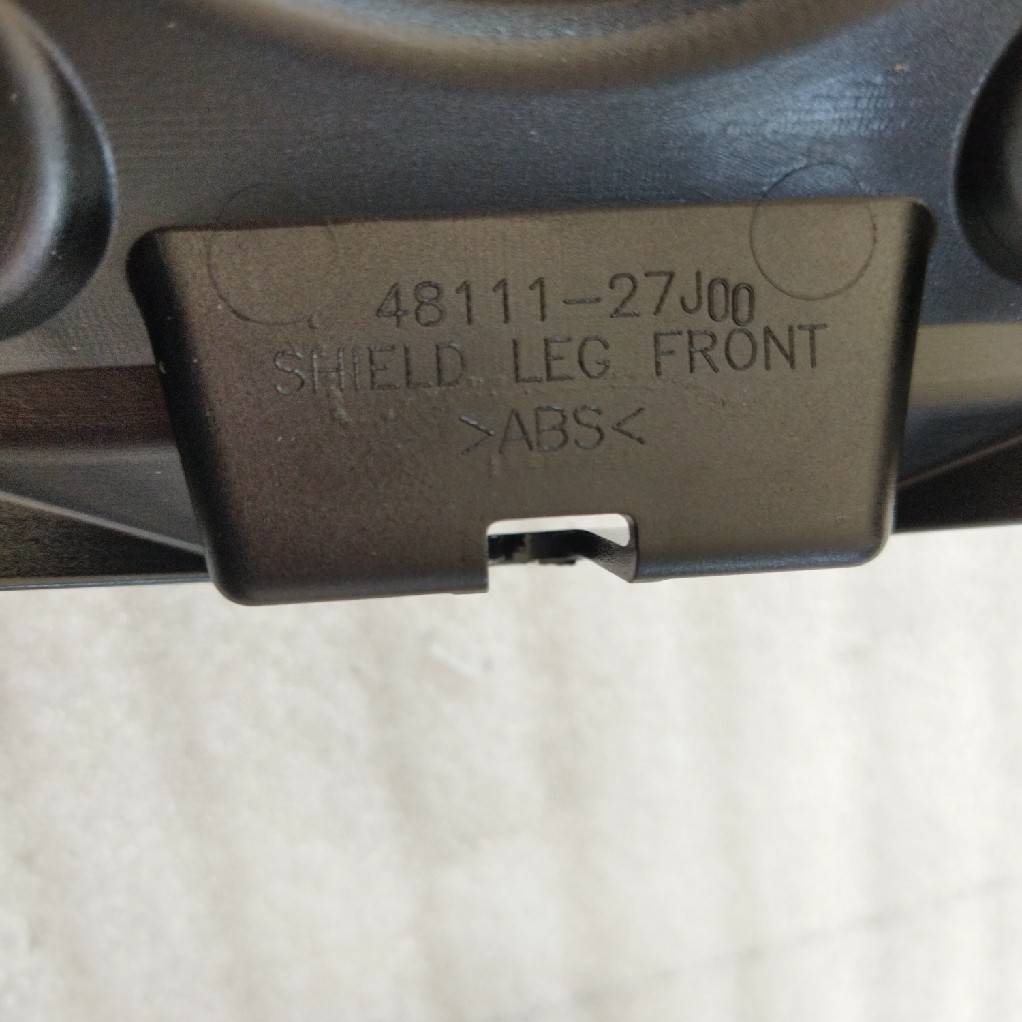 48111-27J00
SHIELD LEG FRONT
>ABS<